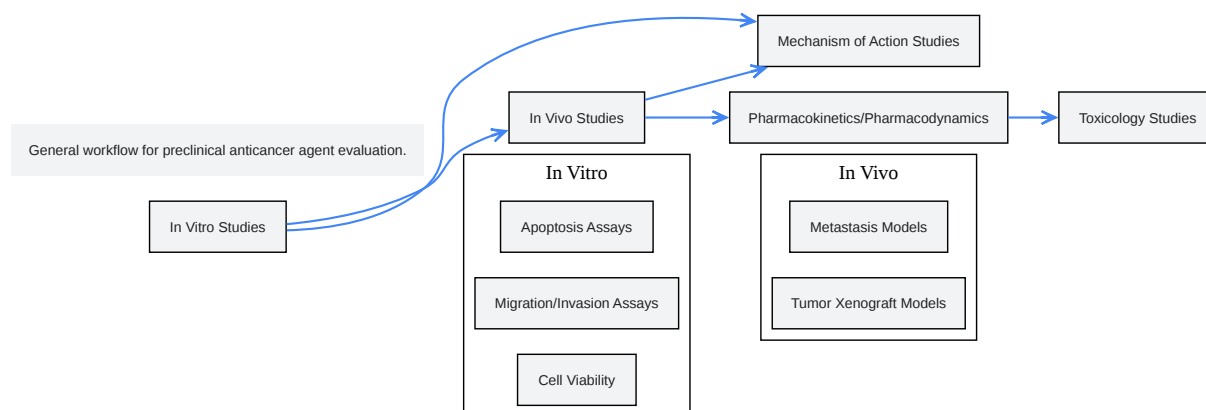 Mechanism of Action Studies
In Vivo Studies
Pharmacokinetics/Pharmacodynamics
Toxicology Studies
General workflow for preclinical anticancer agent evaluation.
In Vitro
In Vivo
In Vitro Studies
Apoptosis Assays
Metastasis Models
Migration/Invasion Assays
Tumor Xenograft Models
Cell Viability